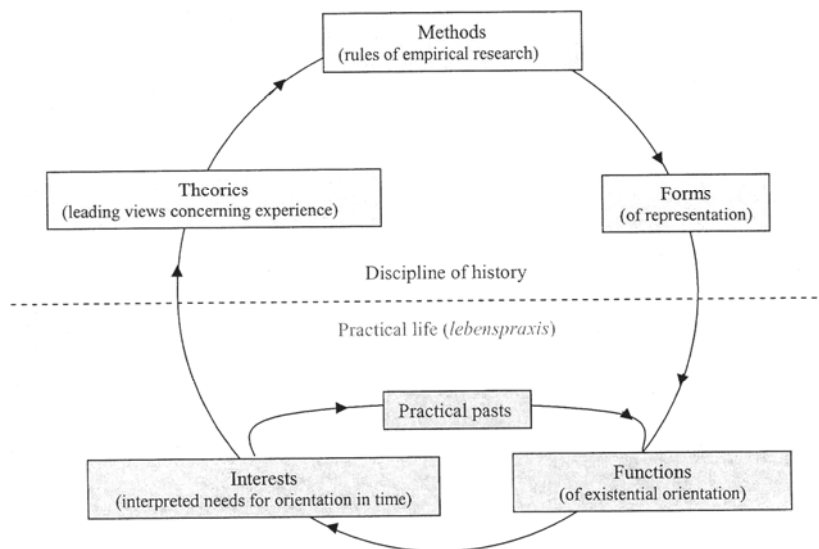 Methods
(rules of empirical research)
Theories
(leading views concerning experience)
Forms
(of representation)
Discipline of history
Practical life (lebenspraxis)
Practical pasts
Interests
(interpreted needs for orientation in time)
Functions
(of existential orientation)